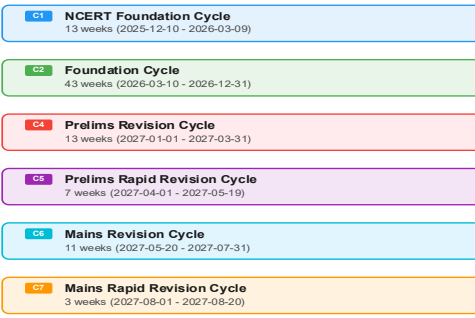 C1 NCERT Foundation Cycle
13 weeks (2025-12-10 - 2026-03-09)
C2 Foundation Cycle
43 weeks (2026-03-10 - 2026-12-31)
C4 Prelims Revision Cycle
13 weeks (2027-01-01 - 2027-03-31)
C5 Prelims Rapid Revision Cycle
7 weeks (2027-04-01 - 2027-05-19)
C6 Mains Revision Cycle
11 weeks (2027-05-20 - 2027-07-31)
C7 Mains Rapid Revision Cycle
3 weeks (2027-08-01 - 2027-08-20)